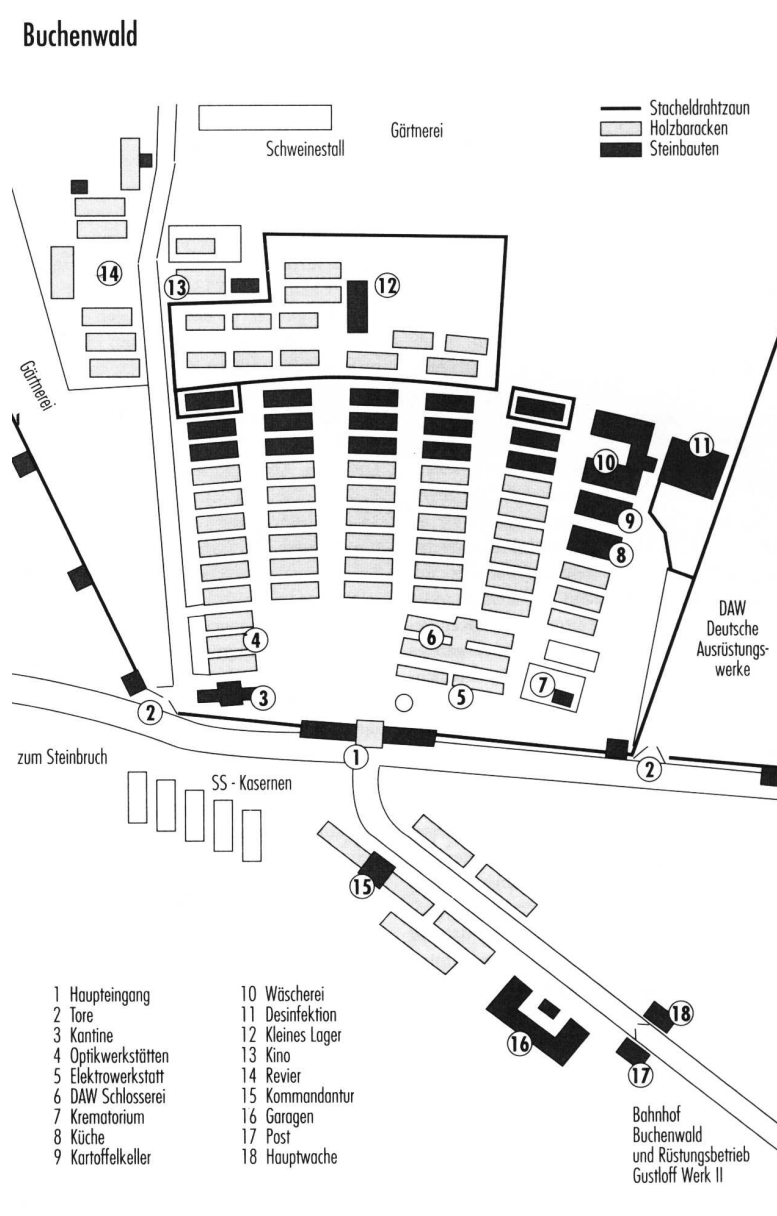 Buchenwald
Stacheldrahtzaun
Holzbaracken
Steinbauten
Schweinestall
Gärtnerei
14
13
12
Gärtnerei
11
10
9
8
DAW
Deutsche
Ausrüstungs-
werke
4
6
7
3
5
2
1
2
zum Steinbruch
SS - Kasernen
15
16
18
17
1 Haupteingang
2 Tore
3 Kantine
4 Optikwerkstätten
5 Elektrowerkstatt
6 DAW Schlosserei
7 Krematorium
8 Küche
9 Kartoffelkeller
10 Wäscherei
11 Desinfektion
12 Kleines Lager
13 Kino
14 Revier
15 Kommandantur
16 Garagen
17 Post
18 Hauptwache
Bahnhof
Buchenwald
und Rüstungsbetrieb
Gustloff Werk II